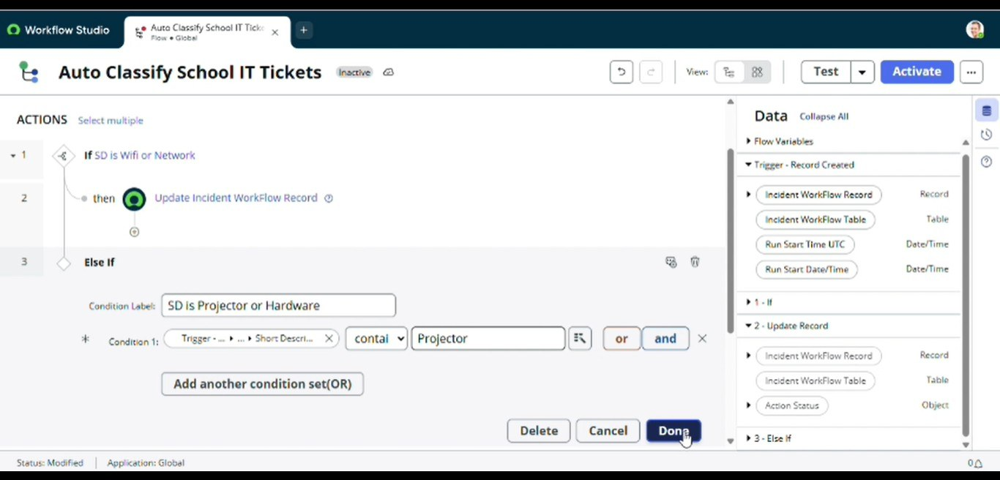 Workflow Studio
Auto Classify School IT Ticke
Flow • Global
Auto Classify School IT Tickets
Inactive
View:
Test
Activate
ACTIONS Select multiple
1 If SD is Wifi or Network
2 then Update Incident WorkFlow Record
3 Else If
Condition Label: SD is Projector or Hardware
* Condition 1: Trigger - ... ▸ ... ▸ Short Descri... contai Projector or and
Add another condition set(OR)
Delete Cancel Done
Data Collapse All
Flow Variables
Trigger - Record Created
Incident WorkFlow Record Record
Incident WorkFlow Table Table
Run Start Time UTC Date/Time
Run Start Date/Time Date/Time
1 - If
2 - Update Record
Incident WorkFlow Record Record
Incident WorkFlow Table Table
Action Status Object
3 - Else If
Status: Modified Application: Global
0